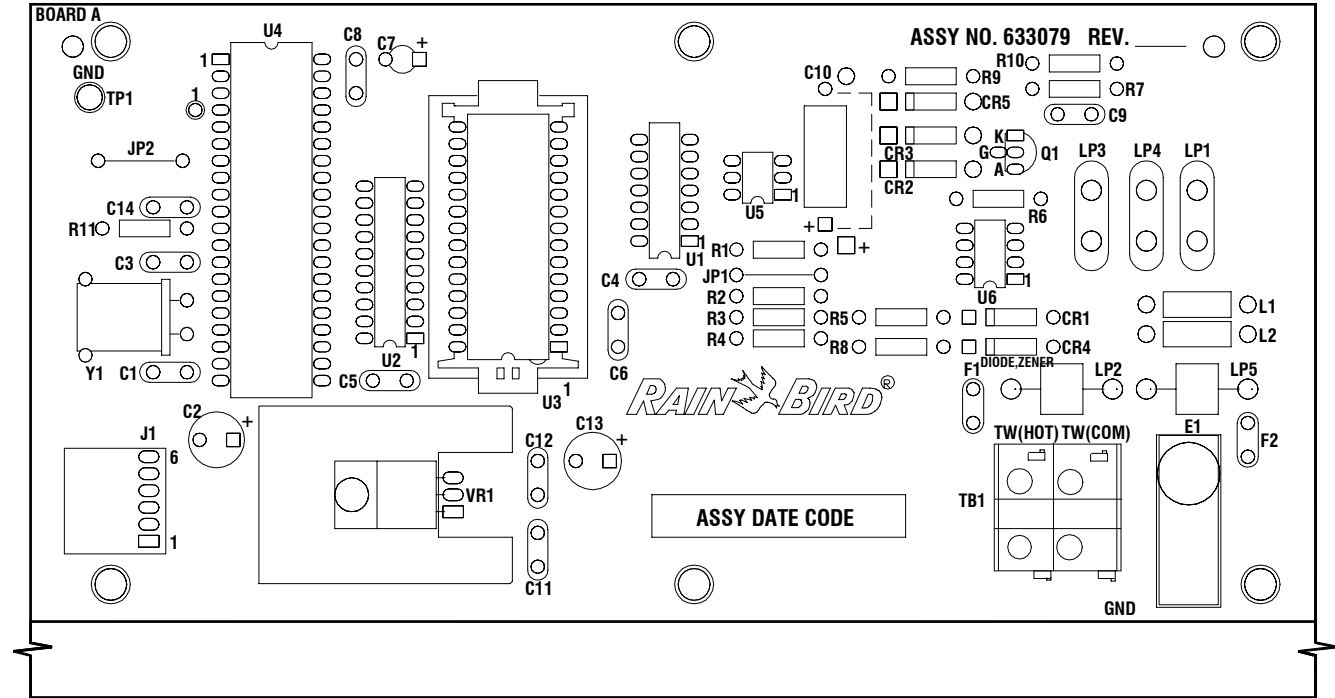 BOARD A
ASSY NO. 633079 REV.
U4
C8
C7
+
GND
TP1
1
1
JP2
C14
R11
C3
Y1
C1
C2
+
J1
6
1
U2
1
C5
U3
1
C10
R9
R10
R7
CR5
C9
CR3
CR2
K
G
A
Q1
LP3
LP4
LP1
U5
1
R6
+
+
U1
1
C4
C6
R1
JP1
R2
R3
R4
R5
R8
U6
1
CR1
CR4
DIODE,ZENER
L1
L2
F1
LP2
LP5
RAIN BIRD®
C12
C13
+
VR1
C11
TW(HOT) TW(COM)
TB1
E1
F2
ASSY DATE CODE
GND